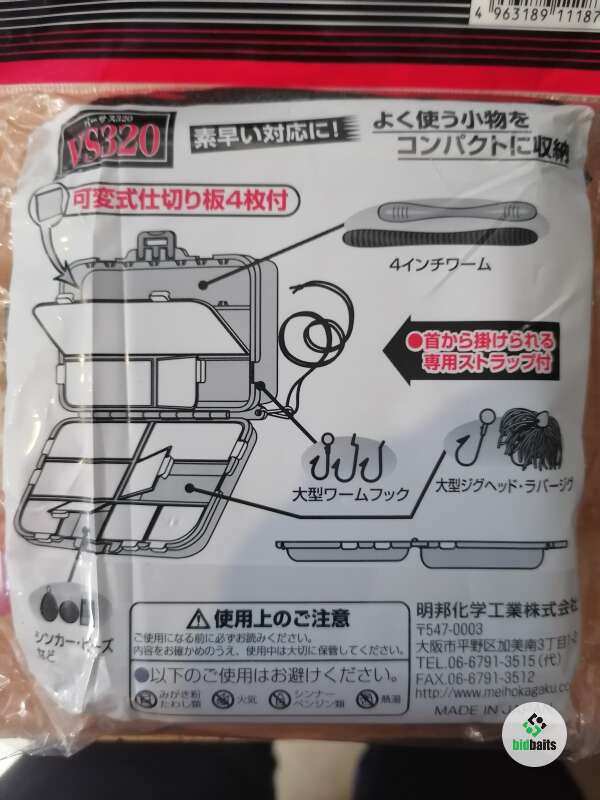 4 963189 11187
バーサス320
VS320
素早い対応に!
よく使う小物を
コンパクトに収納
可変式仕切り板4枚付
4インチワーム
●首から掛けられる
専用ストラップ付
大型ワームフック
大型ジグヘッド・ラバージグ
シンカー・ビーズ
など
⚠使用上のご注意
ご使用になる前に必ずお読みください。
内容をお確かめのうえ、使用中は大切に保管してください。
●以下のご使用はお避けください。
みがき粉
たわし類
火気
シンナー
ベンジン類
熱湯
明邦化学工業株式会社
〒547-0003
大阪市平野区加美南3丁目
TEL.06-6791-3515(代)
FAX.06-6791-3512
http://www.meihokagaku.co
MADE IN
bidbaits